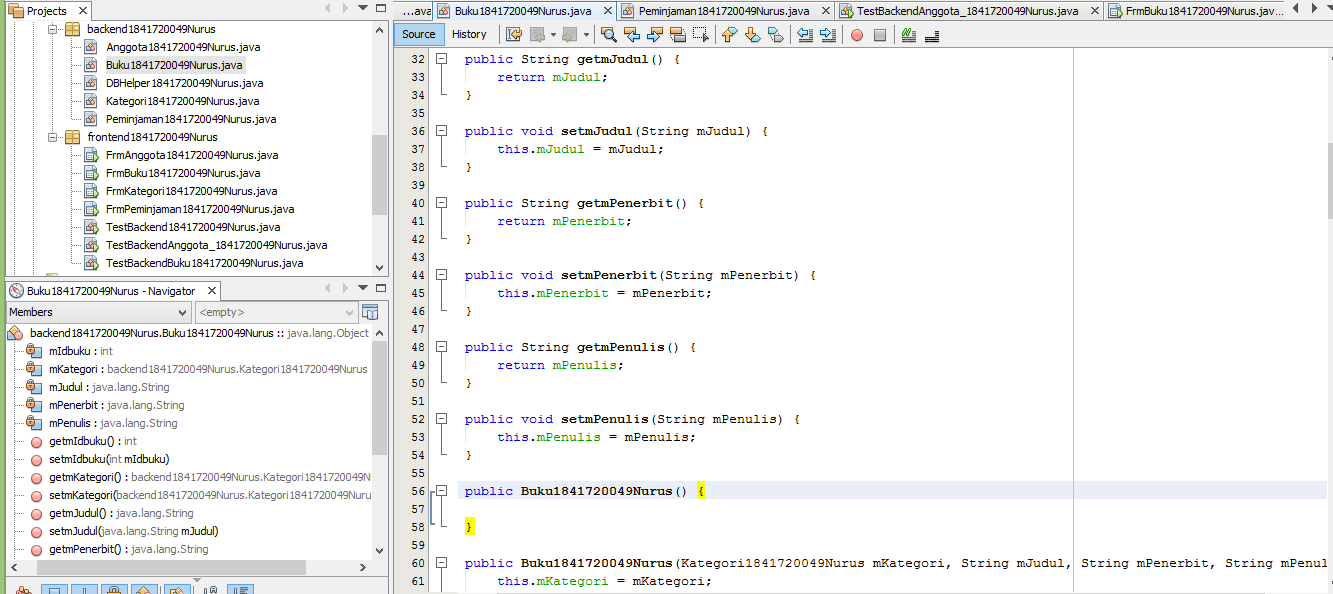 Projects
backend1841720049Nurus
Anggota1841720049Nurus.java
Buku1841720049Nurus.java
DBHelper1841720049Nurus.java
Kategori1841720049Nurus.java
Peminjaman1841720049Nurus.java
frontend1841720049Nurus
FrmAnggota1841720049Nurus.java
FrmBuku1841720049Nurus.java
FrmKategori1841720049Nurus.java
FrmPeminjaman1841720049Nurus.java
TestBackend1841720049Nurus.java
TestBackendAnggota_1841720049Nurus.java
TestBackendBuku1841720049Nurus.java
Buku1841720049Nurus - Navigator
Members <empty>
backend1841720049Nurus.Buku1841720049Nurus :: java.lang.Object
mIdbuku : int
mKategori : backend1841720049Nurus.Kategori1841720049Nurus
mJudul : java.lang.String
mPenerbit : java.lang.String
mPenulis : java.lang.String
getmIdbuku() : int
setmIdbuku(int mIdbuku)
getmKategori() : backend1841720049Nurus.Kategori1841720049N
setmKategori(backend1841720049Nurus.Kategori1841720049Nuru
getmJudul() : java.lang.String
setmJudul(java.lang.String mJudul)
getmPenerbit() : java.lang.String
...ava Buku1841720049Nurus.java Peminjaman1841720049Nurus.java TestBackendAnggota_1841720049Nurus.java FrmBuku1841720049Nurus.jav...
Source History
32 public String getmJudul() {
33 return mJudul;
34 }
35
36 public void setmJudul(String mJudul) {
37 this.mJudul = mJudul;
38 }
39
40 public String getmPenerbit() {
41 return mPenerbit;
42 }
43
44 public void setmPenerbit(String mPenerbit) {
45 this.mPenerbit = mPenerbit;
46 }
47
48 public String getmPenulis() {
49 return mPenulis;
50 }
51
52 public void setmPenulis(String mPenulis) {
53 this.mPenulis = mPenulis;
54 }
55
56 public Buku1841720049Nurus() {
57
58 }
59
60 public Buku1841720049Nurus(Kategori1841720049Nurus mKategori, String mJudul, String mPenerbit, String mPenul
61 this.mKategori = mKategori;